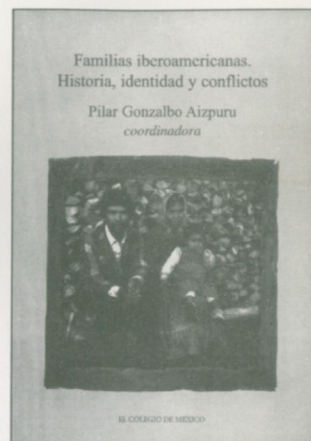 Familias iberoamericanas.
Historia, identidad y conflictos
Pilar Gonzalbo Aizpuru
coordinadora
EL COLEGIO DE MEXICO